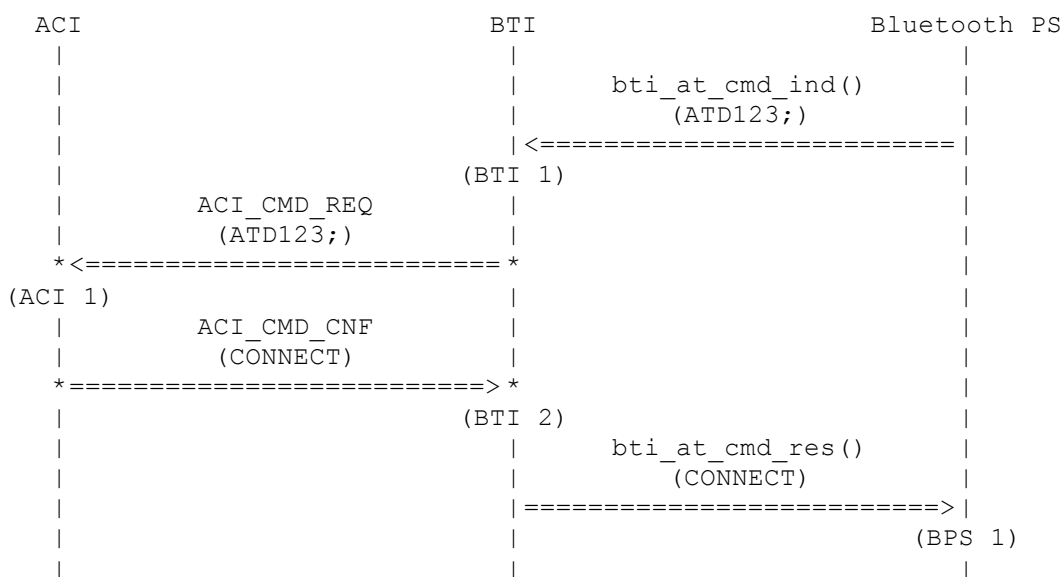 ACI BTI Bluetooth PS
bti_at_cmd_ind()
(ATD123;)
(BTI 1)
ACI_CMD_REQ
(ATD123;)
(ACI 1)
ACI_CMD_CNF
(CONNECT)
(BTI 2)
bti_at_cmd_res()
(CONNECT)
(BPS 1)